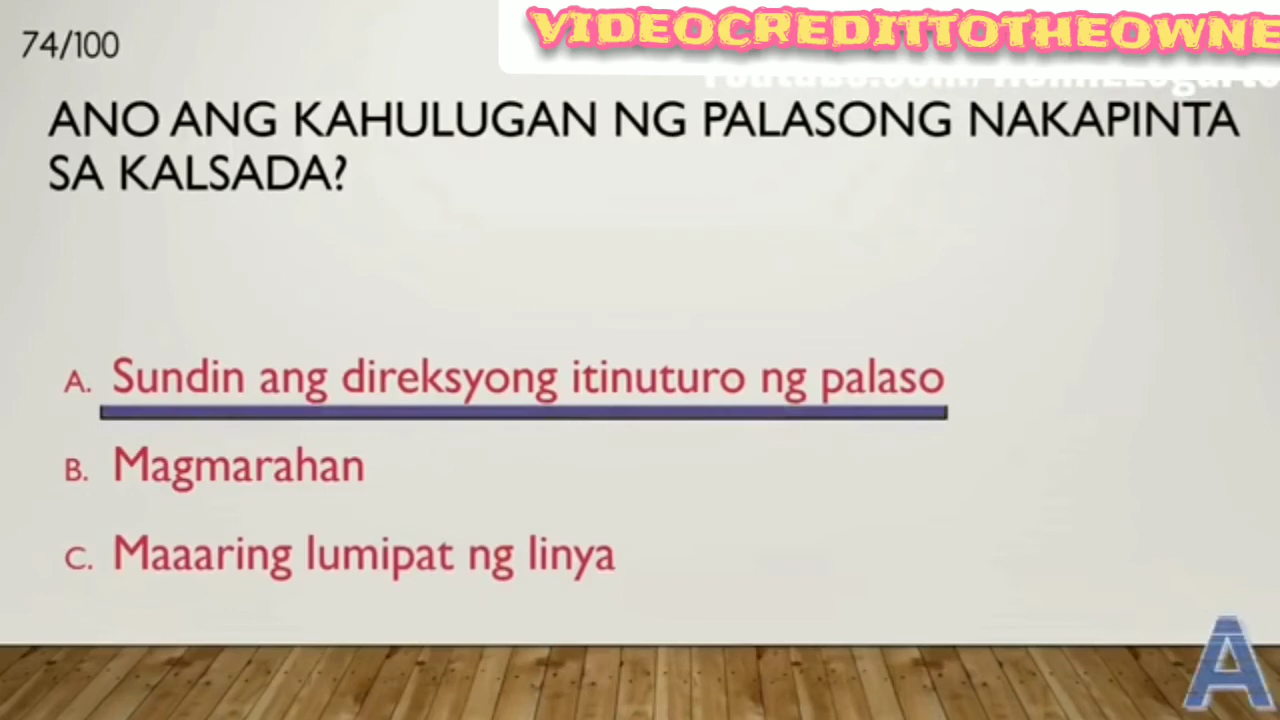 74/100
VIDEOCREDITTOTHEOWNE
ANO ANG KAHULUGAN NG PALASONG NAKAPINTA
SA KALSADA?
A. Sundin ang direksyong itinuturo ng palaso
B. Magmarahan
C. Maaaring lumipat ng linya
A